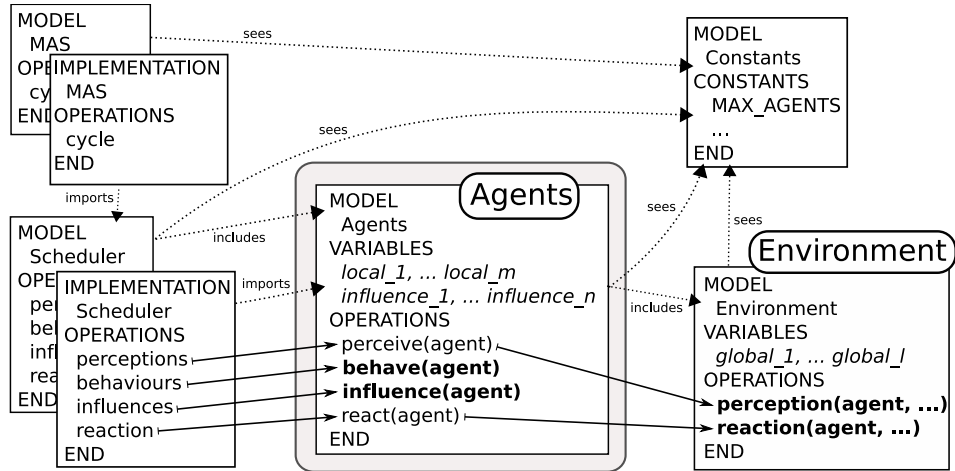 MODEL
MAS
OP
cy
END
IMPLEMENTATION
MAS
OPERATIONS
cycle
END
sees
MODEL
Constants
CONSTANTS
MAX_AGENTS
...
END
sees
imports
MODEL
Scheduler
OP
per
beh
infl
rea
END
IMPLEMENTATION
Scheduler
OPERATIONS
perceptions
behaviours
influences
reaction
END
includes
imports
Agents
MODEL
Agents
VARIABLES
local_1, ... local_m
influence_1, ... influence_n
OPERATIONS
perceive(agent)
behave(agent)
influence(agent)
react(agent)
END
sees
sees
includes
Environment
MODEL
Environment
VARIABLES
global_1, ... global_l
OPERATIONS
perception(agent, ...)
reaction(agent, ...)
END